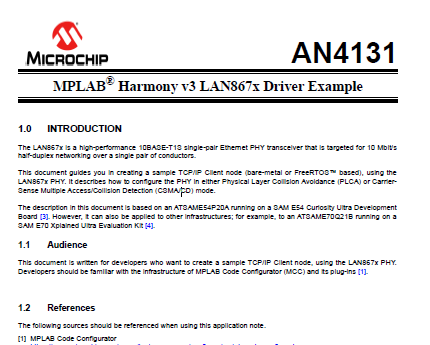 MICROCHIP
AN4131
MPLAB® Harmony v3 LAN867x Driver Example
1.0 INTRODUCTION
The LAN867x is a high-performance 10BASE-T1S single-pair Ethernet PHY transceiver that is targeted for 10 Mbit/s
half-duplex networking over a single pair of conductors.
This document guides you in creating a sample TCP/IP Client node (bare-metal or FreeRTOS™ based), using the
LAN867x PHY. It describes how to configure the PHY in either Physical Layer Collision Avoidance (PLCA) or Carrier-
Sense Multiple Access/Collision Detection (CSMA/CD) mode.
The description in this document is based on an ATSAME54P20A running on a SAM E54 Curiosity Ultra Development
Board [3]. However, it can also be applied to other infrastructures; for example, to an ATSAME70Q21B running on a
SAM E70 Xplained Ultra Evaluation Kit [4].
1.1 Audience
This document is written for developers who want to create a sample TCP/IP Client node, using the LAN867x PHY.
Developers should be familiar with the infrastructure of MPLAB Code Configurator (MCC) and its plug-ins [1].
1.2 References
The following sources should be referenced when using this application note.
[1] MPLAB Code Configurator